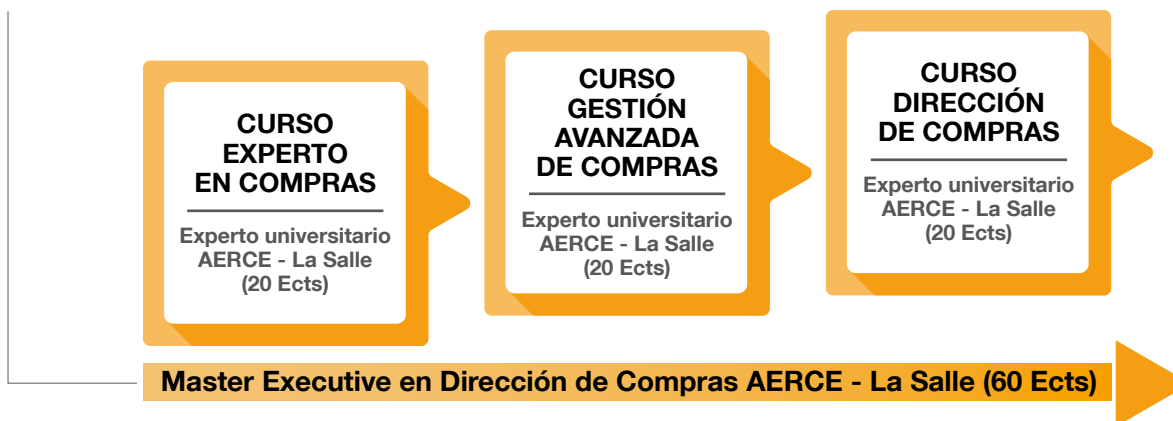 CURSO
EXPERTO
EN COMPRAS
Experto universitario
AERCE - La Salle
(20 Ects)
CURSO
GESTIÓN
AVANZADA
DE COMPRAS
Experto universitario
AERCE - La Salle
(20 Ects)
CURSO
DIRECCIÓN
DE COMPRAS
Experto universitario
AERCE - La Salle
(20 Ects)
Master Executive en Dirección de Compras AERCE - La Salle (60 Ects)